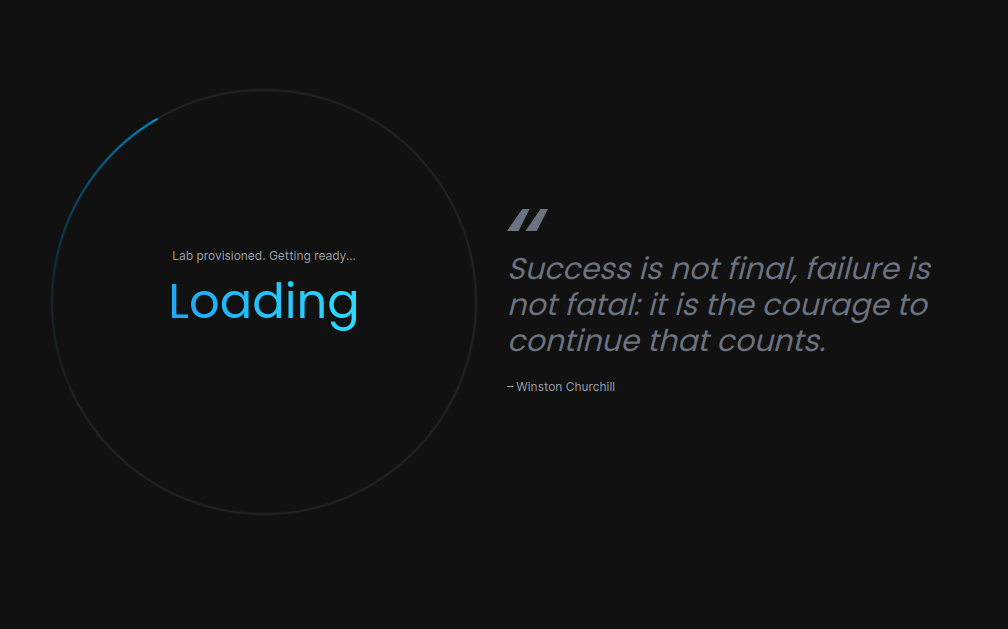 Lab provisioned. Getting ready...
Loading
Success is not final, failure is
not fatal: it is the courage to
continue that counts.
– Winston Churchill